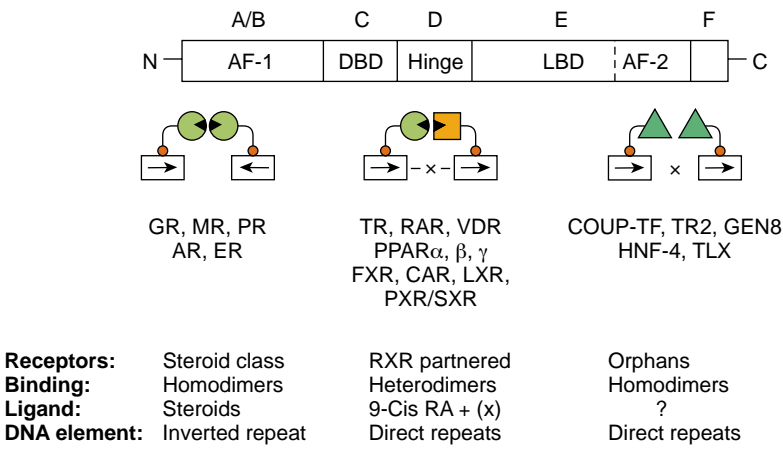 A/B C D E F
N AF-1 DBD Hinge LBD AF-2 C
× - × - ×
GR, MR, PR TR, RAR, VDR COUP-TF, TR2, GEN8
AR, ER PPARα, β, γ HNF-4, TLX
FXR, CAR, LXR,
PXR/SXR
Receptors: Steroid class RXR partnered Orphans
Binding: Homodimers Heterodimers Homodimers
Ligand: Steroids 9-Cis RA + (x) ?
DNA element: Inverted repeat Direct repeats Direct repeats